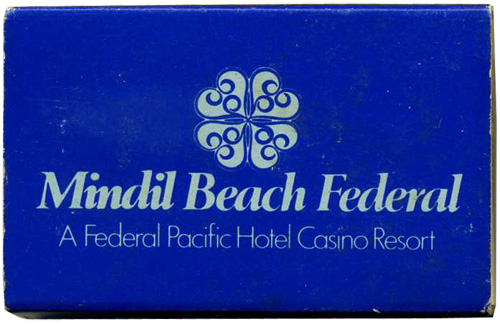 Mindil Beach Federal
A Federal Pacific Hotel Casino Resort